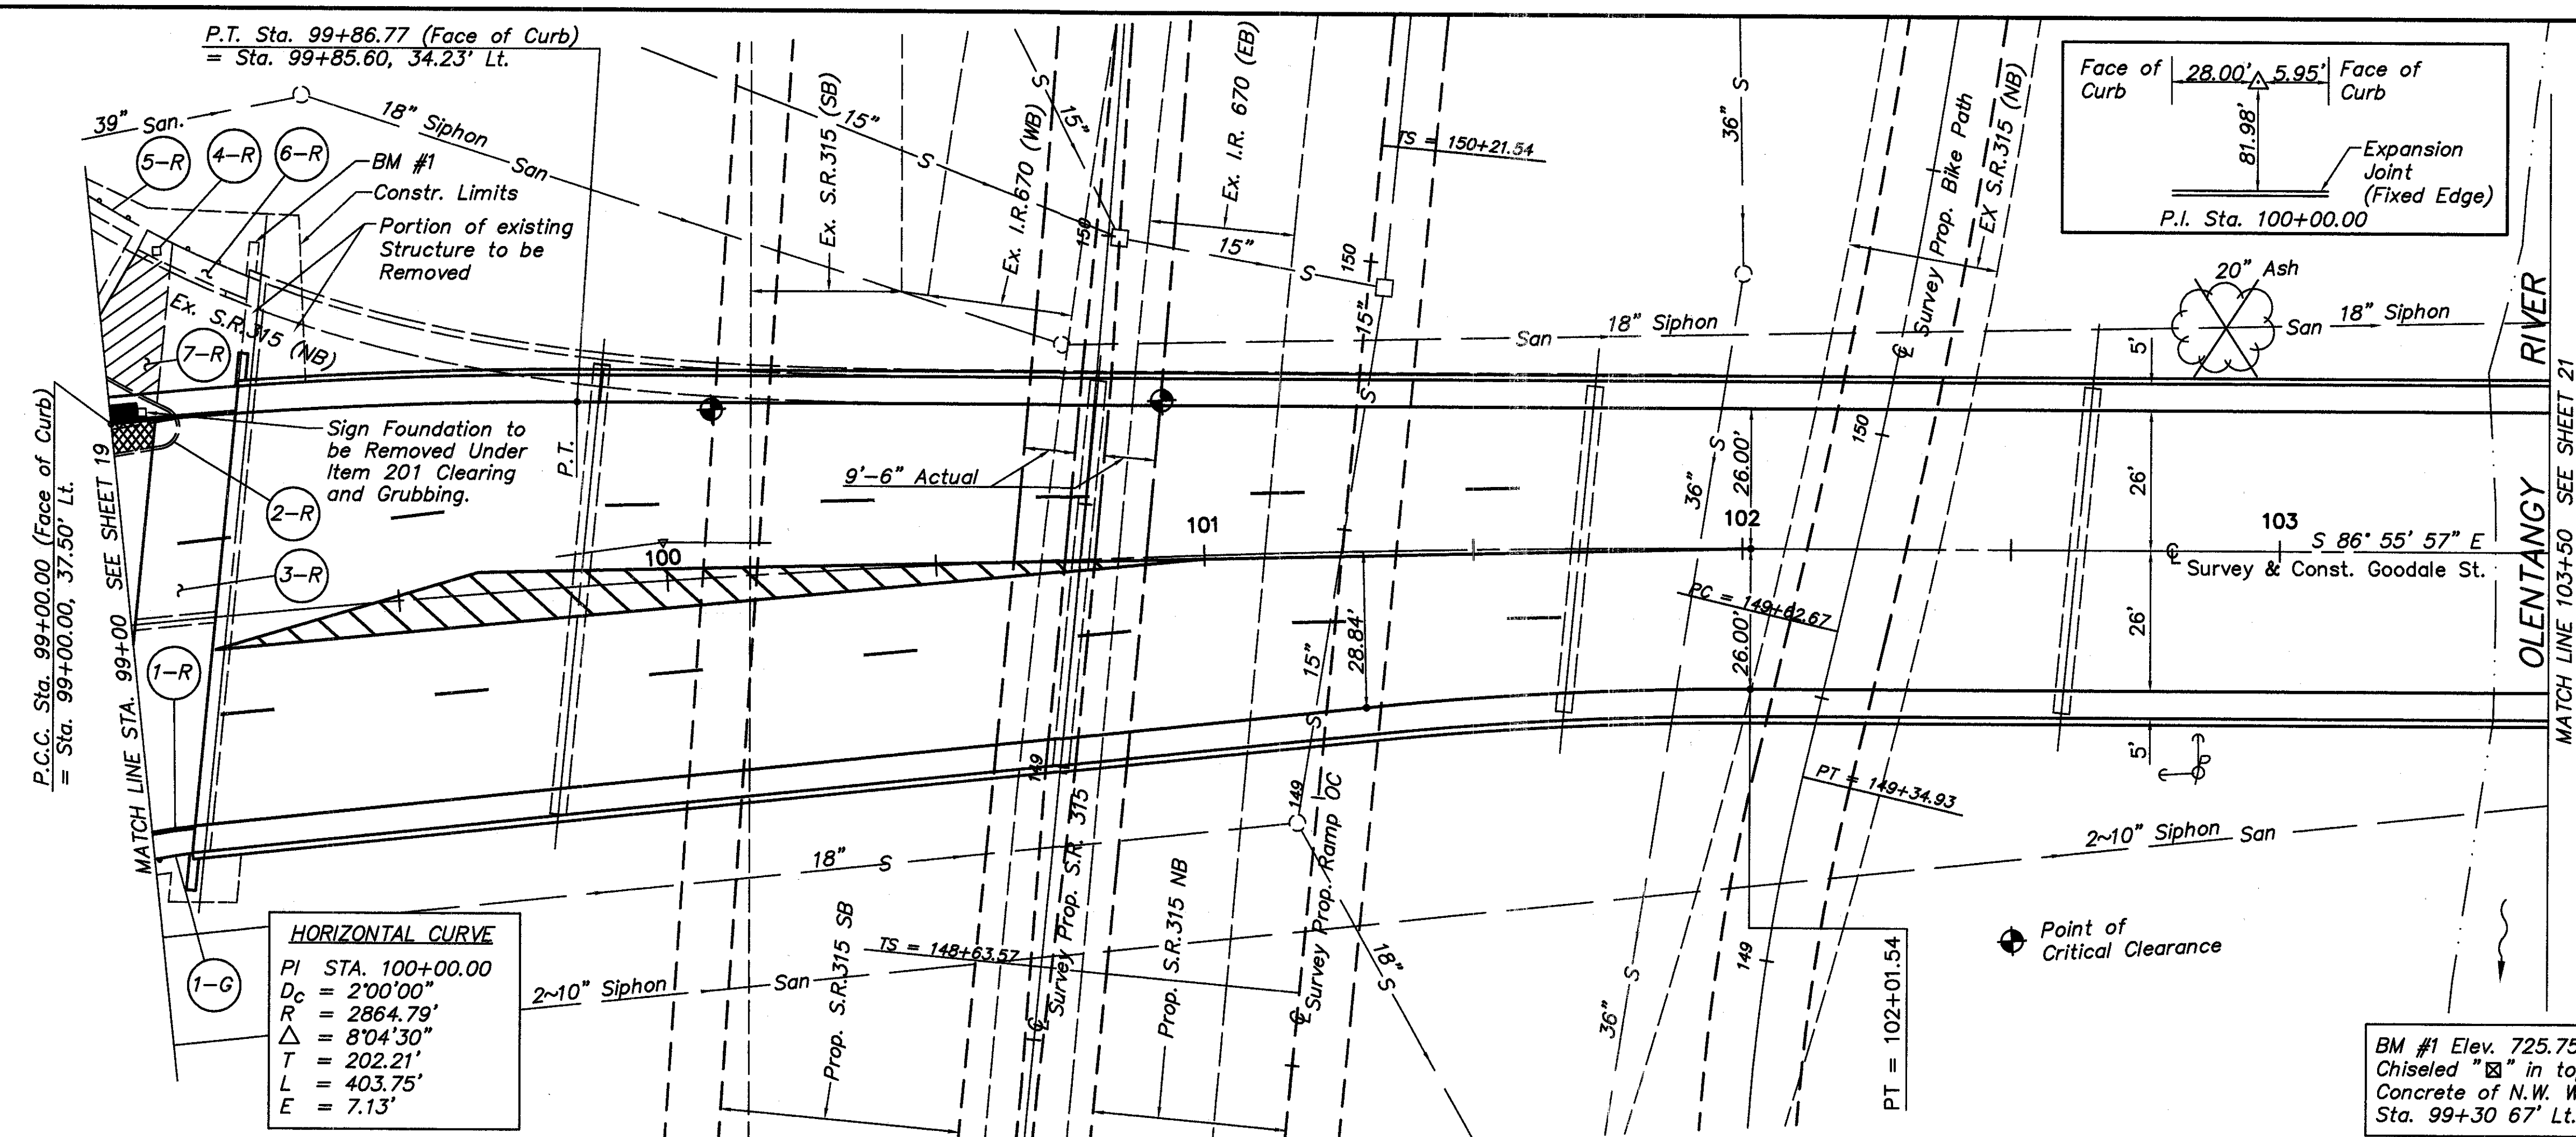 P.T. Sta. 99+86.77 (Face of Curb)
= Sta. 99+85.60, 34.23' Lt.
39" San.
18" Siphon
San
5-R
4-R
6-R
BM #1
Constr. Limits
Portion of existing
Structure to be
Removed
Ex. S.R.315 (NB)
7-R
Sign Foundation to
be Removed Under
Item 201 Clearing
and Grubbing.
2-R
3-R
1-R
1-G
P.C.C. Sta. 99+00.00 (Face of Curb)
= Sta. 99+00.00, 37.50' Lt.
MATCH LINE STA. 99+00 SEE SHEET 19
P.T.
15"
S
Ex. S.R.315 (SB)
Ex. I.R.670 (WB)
S
15"
150
Ex. I.R. 670 (EB)
15"
S
150
TS = 150+21.54
15"
S
36"
S
Survey Prop. Bike Path
EX S.R.315 (NB)
Face of
Curb
28.00'
5.95'
Face of
Curb
81.98'
Expansion
Joint
(Fixed Edge)
P.I. Sta. 100+00.00
20" Ash
San
18" Siphon
San
18" Siphon
5'
26'
26'
5'
9'-6" Actual
100
101
102
103
S
36"
26.00'
150
S 86° 55' 57" E
Survey & Const. Goodale St.
28.84'
15"
S
PC = 149+62.67
26.00'
PT = 149+34.93
149
149
149
18"
S
2~10" Siphon
San
2~10" Siphon
San
Prop. S.R.315 SB
TS = 148+63.57
Survey Prop. S.R. 315
Prop. S.R.315 NB
Survey Prop. Ramp OC
18"
S
36"
S
PT = 102+01.54
Point of
Critical Clearance
OLENTANGY RIVER
MATCH LINE 103+50 SEE SHEET 21
HORIZONTAL CURVE
PI STA. 100+00.00
Dc = 2°00'00"
R = 2864.79'
△ = 8°04'30"
T = 202.21'
L = 403.75'
E = 7.13'
BM #1 Elev. 725.75
Chiseled "⊠" in to
Concrete of N.W. W
Sta. 99+30 67' Lt.